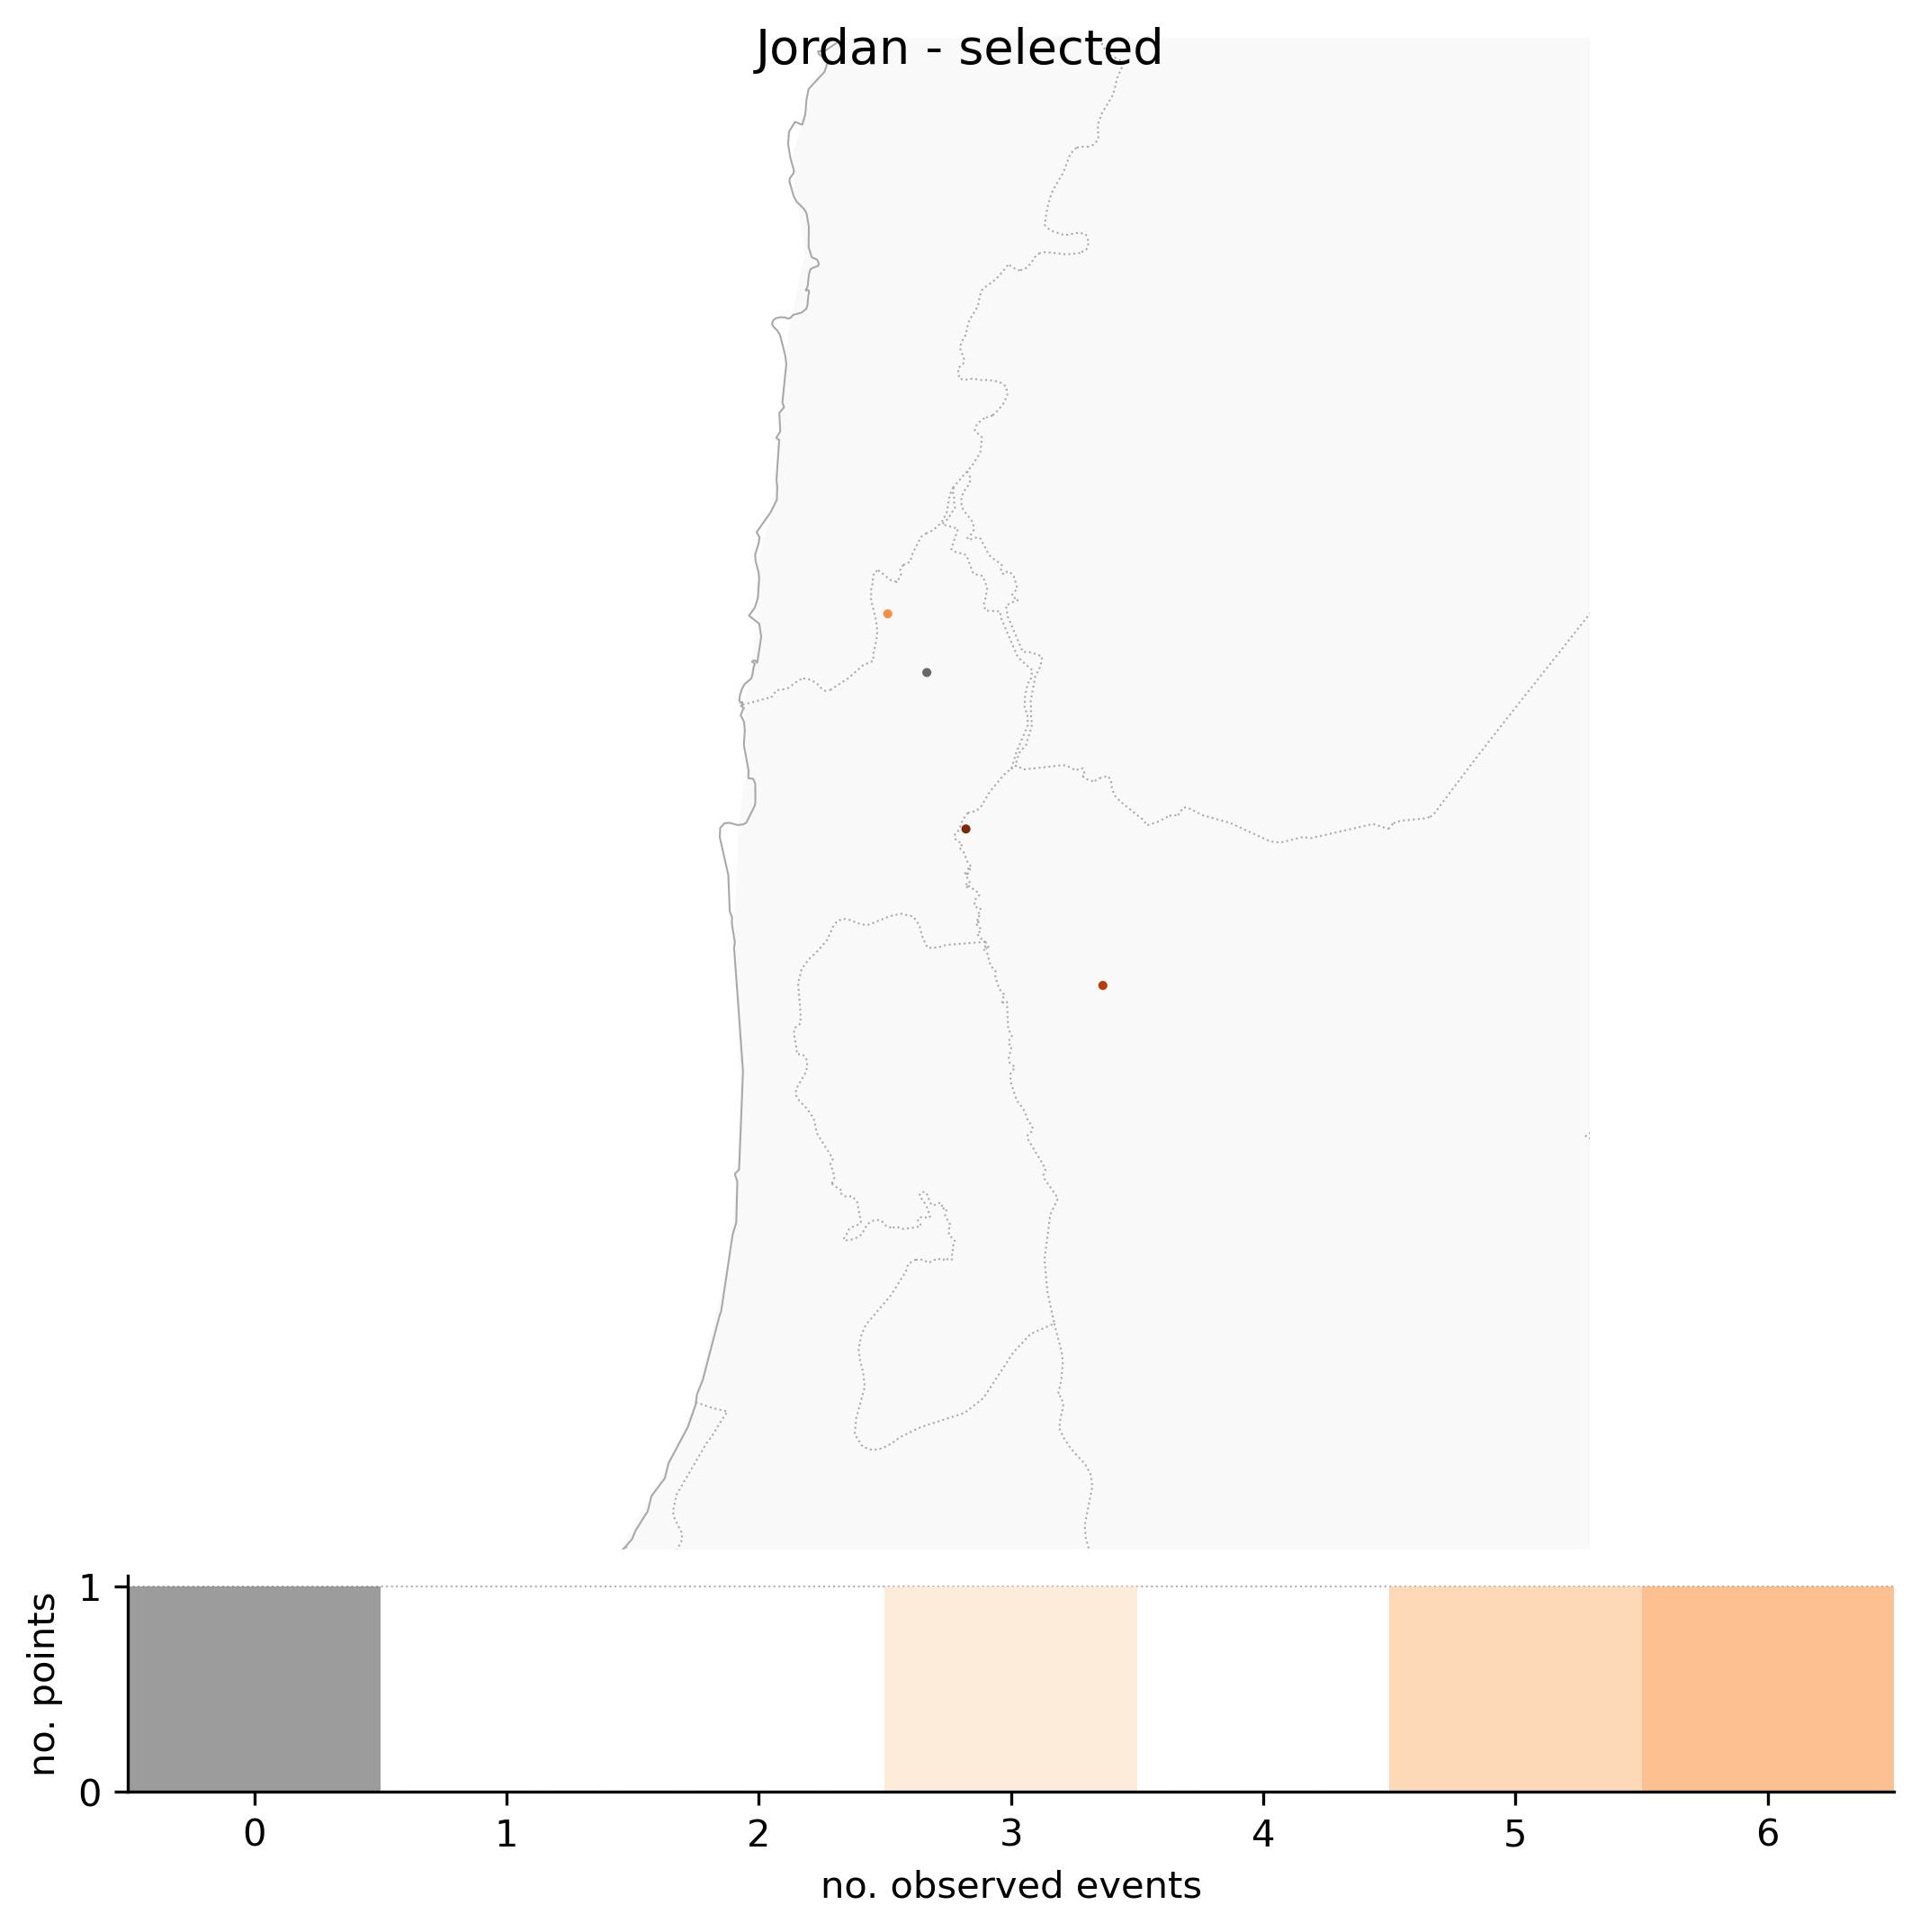 Jordan - selected
1
no. points
0
0 1 2 3 4 5 6
no. observed events